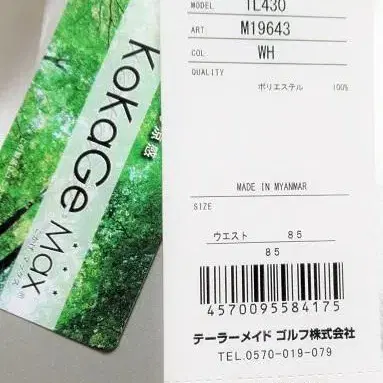 MODEL TL430
ART M19643
COL WH
QUALITY
ポリエステル 100%
MADE IN MYANMAR
SIZE
ウエスト 85
85
4570095584175
テーラーメイド ゴルフ株式会社
TEL.0570-019-079
涼感
KOKAGE MAX